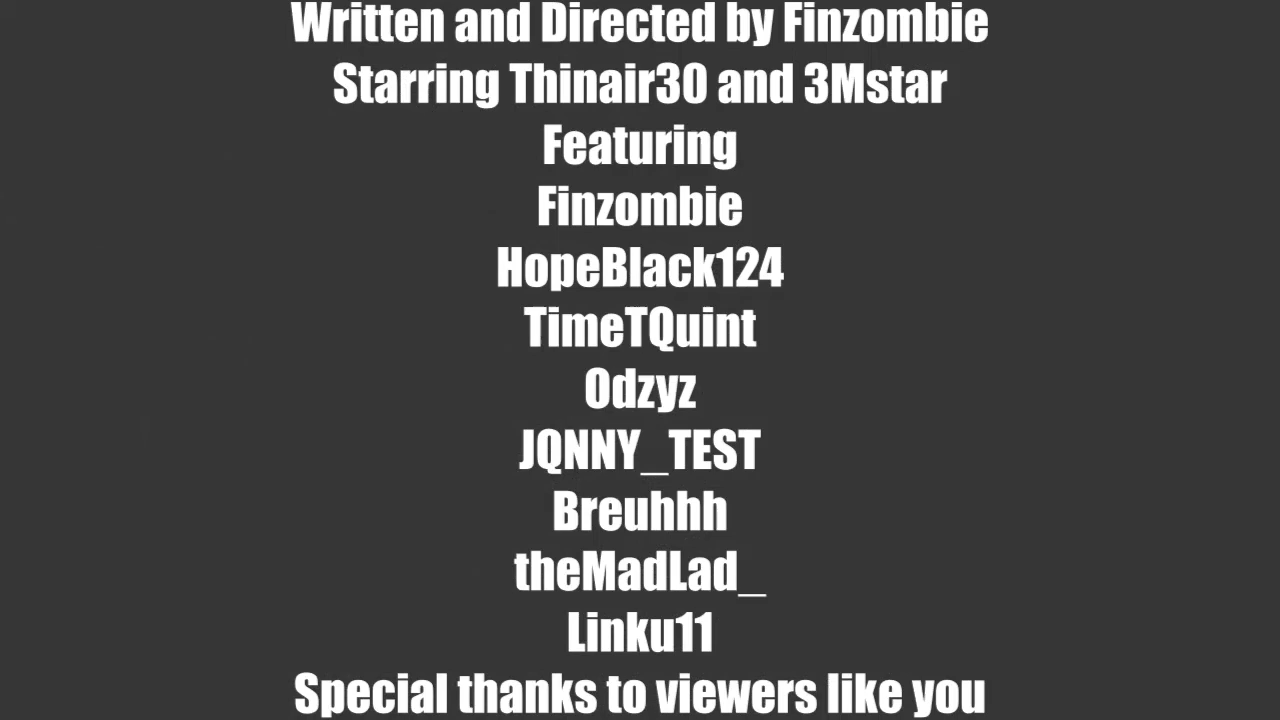 Written and Directed by Finzombie
Starring Thinair30 and 3Mstar
Featuring
Finzombie
HopeBlack124
TimeTQuint
Odzyz
JQNNY_TEST
Breuhhh
theMadLad_
Linku11
Special thanks to viewers like you